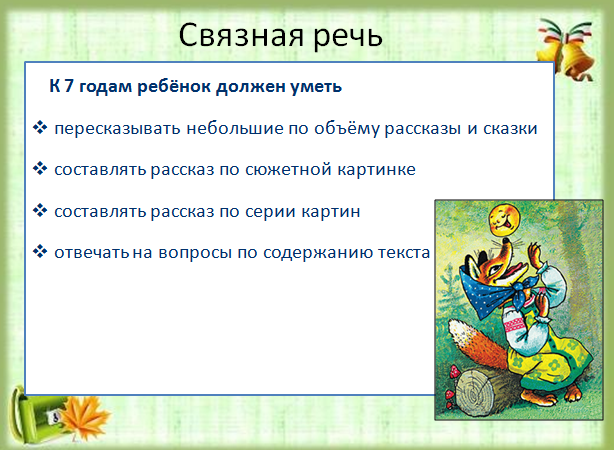 Связная речь
К 7 годам ребёнок должен уметь
❖ пересказывать небольшие по объёму рассказы и сказки
❖ составлять рассказ по сюжетной картинке
❖ составлять рассказ по серии картин
❖ отвечать на вопросы по содержанию текста